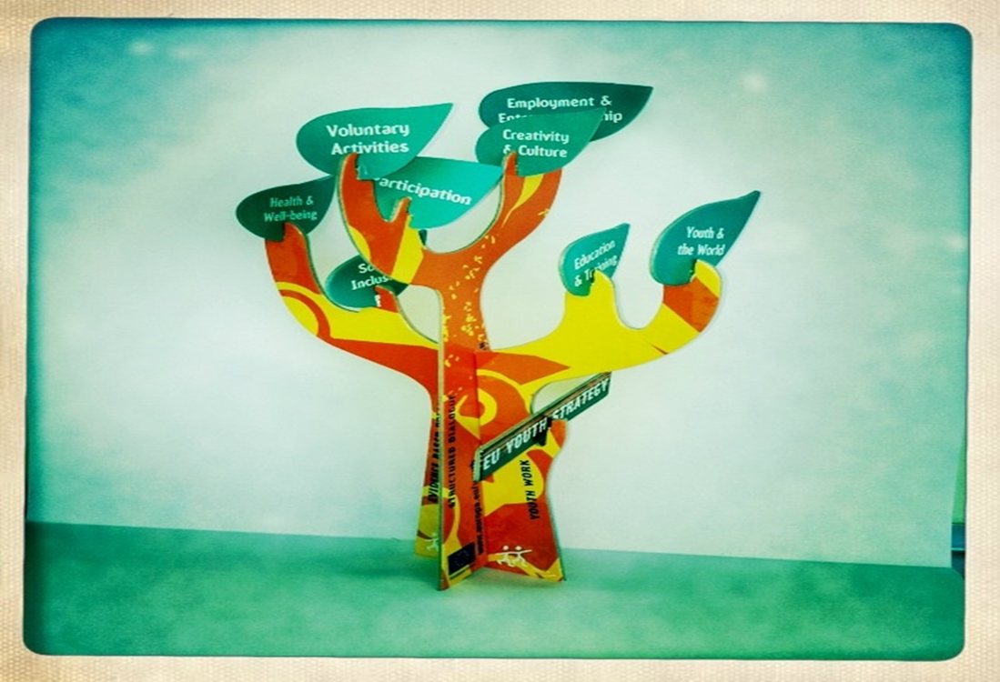 Employment &
Voluntary
Activities
Creativity
& Culture
articipation
Health &
Well-being
Youth &
the World
Education
& Training
EU YOUTH STRATEGY
STRUCTURED DIALOGUE
YOUTH WORK